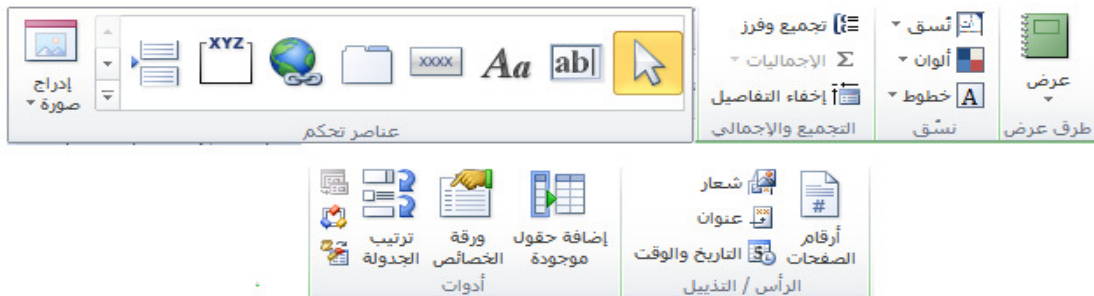 عرض
طرق عرض
نُسق
ألوان
خطوط
نسّق
تجميع وفرز
الإجماليات
إخفاء التفاصيل
التجميع والإجمالي
ab|
Aa
XXXX
XYZ
إدراج
صورة
عناصر تحكم
أرقام
الصفحات
شعار
عنوان
التاريخ والوقت
الرأس / التذييل
إضافة حقول
موجودة
ورقة
الخصائص
ترتيب
الجدولة
أدوات